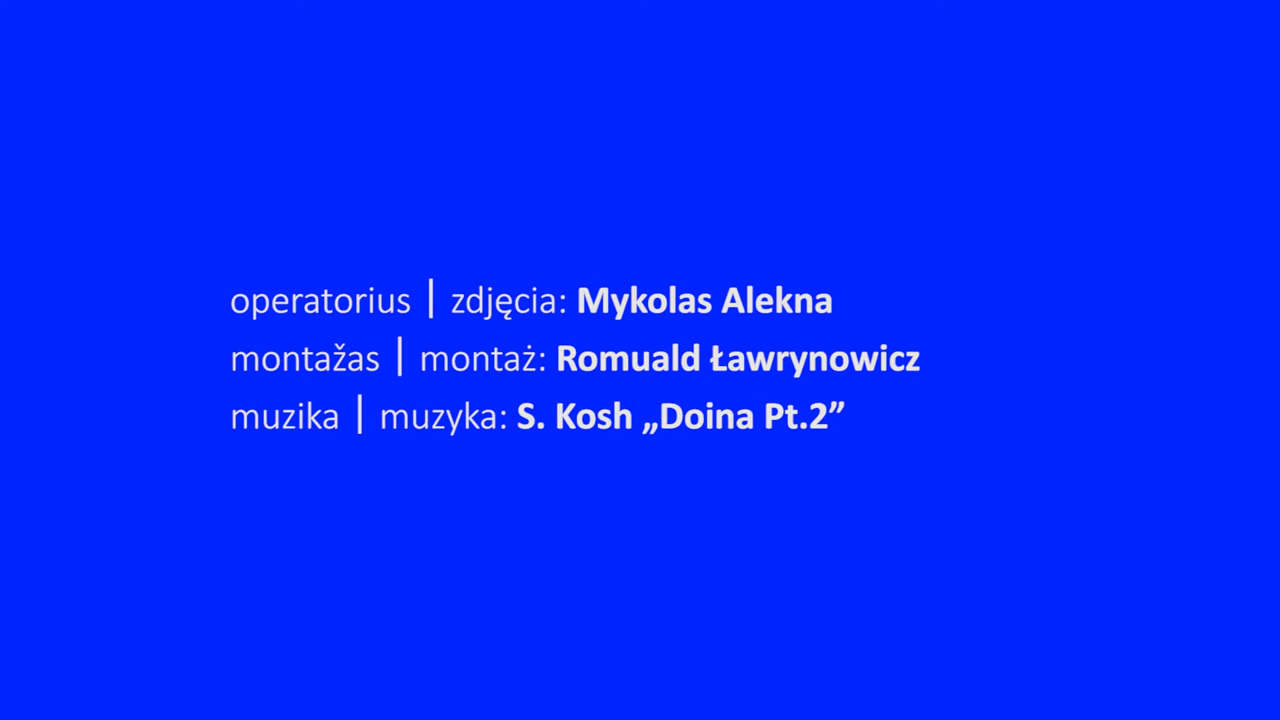 operatorius | zdjęcia: Mykolas Alekna
montažas | montaż: Romuald Ławrynowicz
muzika | muzyka: S. Kosh „Doina Pt.2”